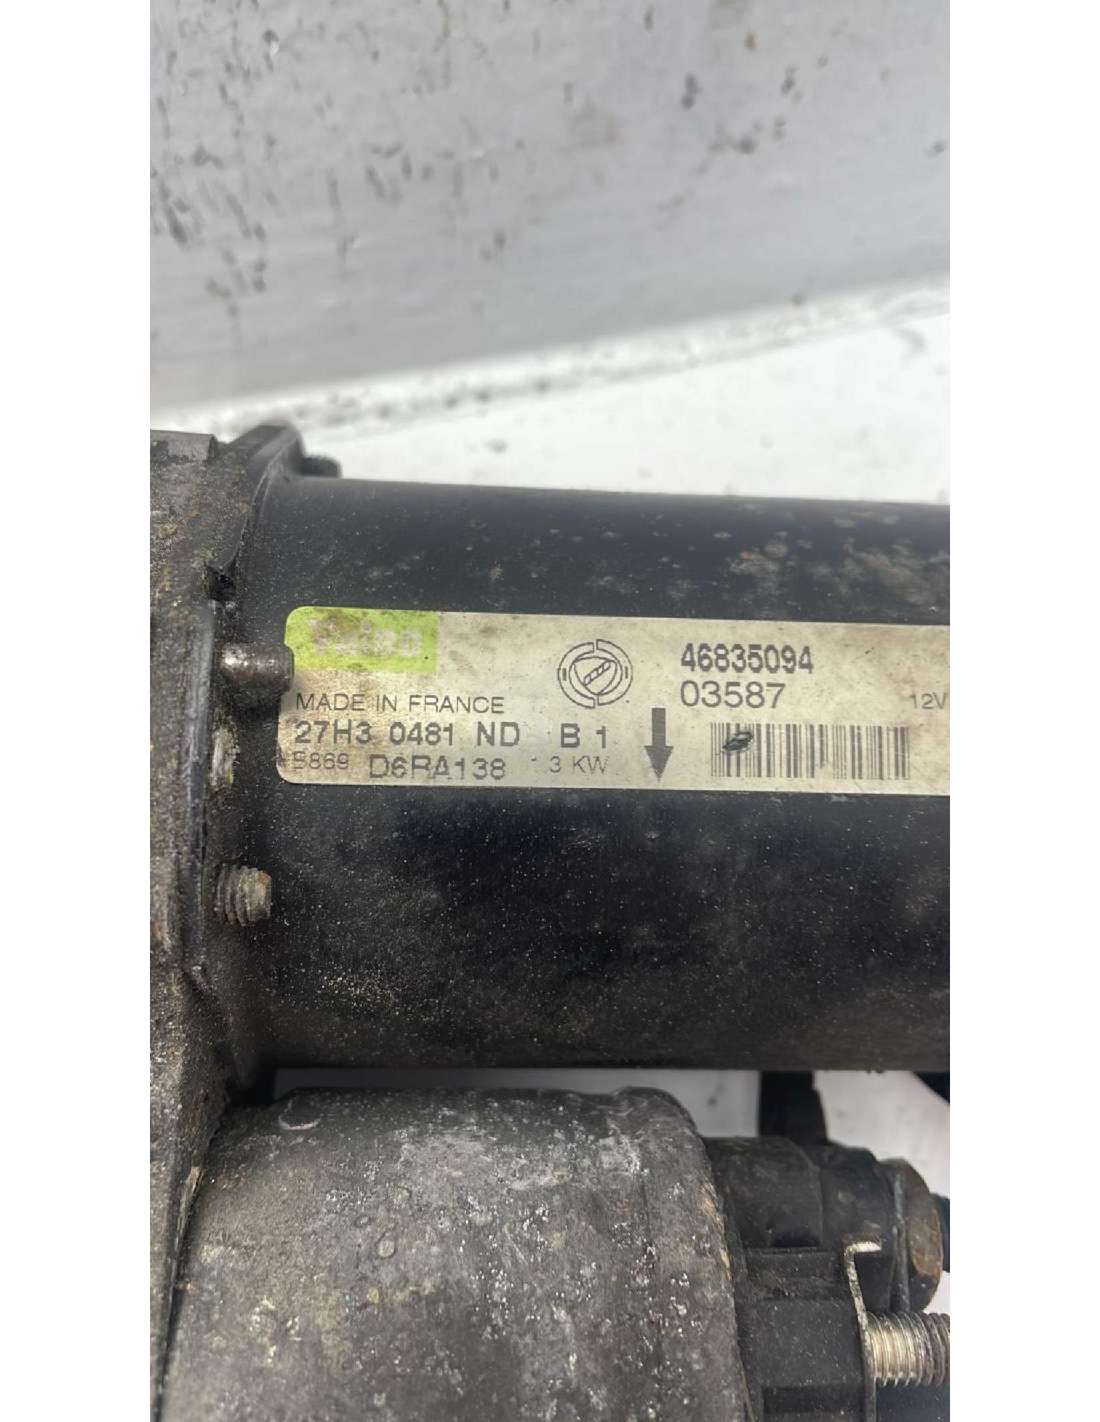 46835094
MADE IN FRANCE
03587
12V
27H3 0481 ND B 1
D6RA138
3 KW